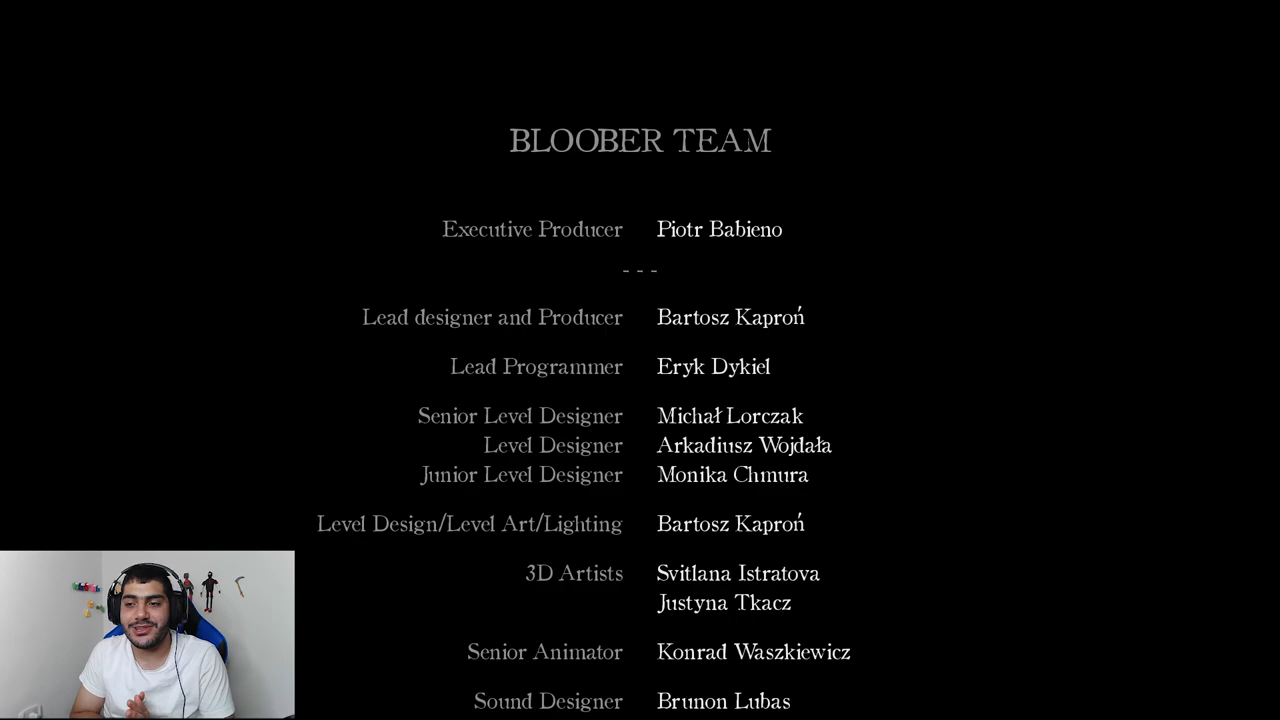 BLOOBER TEAM
Executive Producer Piotr Babieno
- - -
Lead designer and Producer Bartosz Kaproń
Lead Programmer Eryk Dykiel
Senior Level Designer Michał Lorczak
Level Designer Arkadiusz Wojdała
Junior Level Designer Monika Chmura
Level Design/Level Art/Lighting Bartosz Kaproń
3D Artists Svitlana Istratova
Justyna Tkacz
Senior Animator Konrad Waszkiewicz
Sound Designer Brunon Lubas